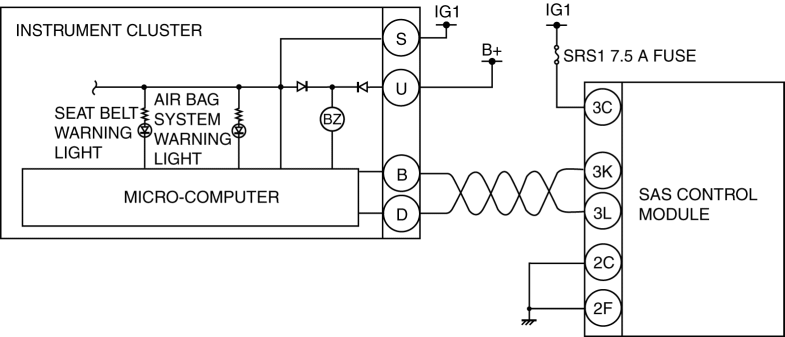 INSTRUMENT CLUSTER
S
IG1
IG1
B+
SRS1 7.5 A FUSE
U
3C
SEAT BELT
WARNING
LIGHT
AIR BAG
SYSTEM
WARNING
LIGHT
BZ
B
3K
MICRO-COMPUTER
SAS CONTROL
MODULE
D
3L
2C
2F